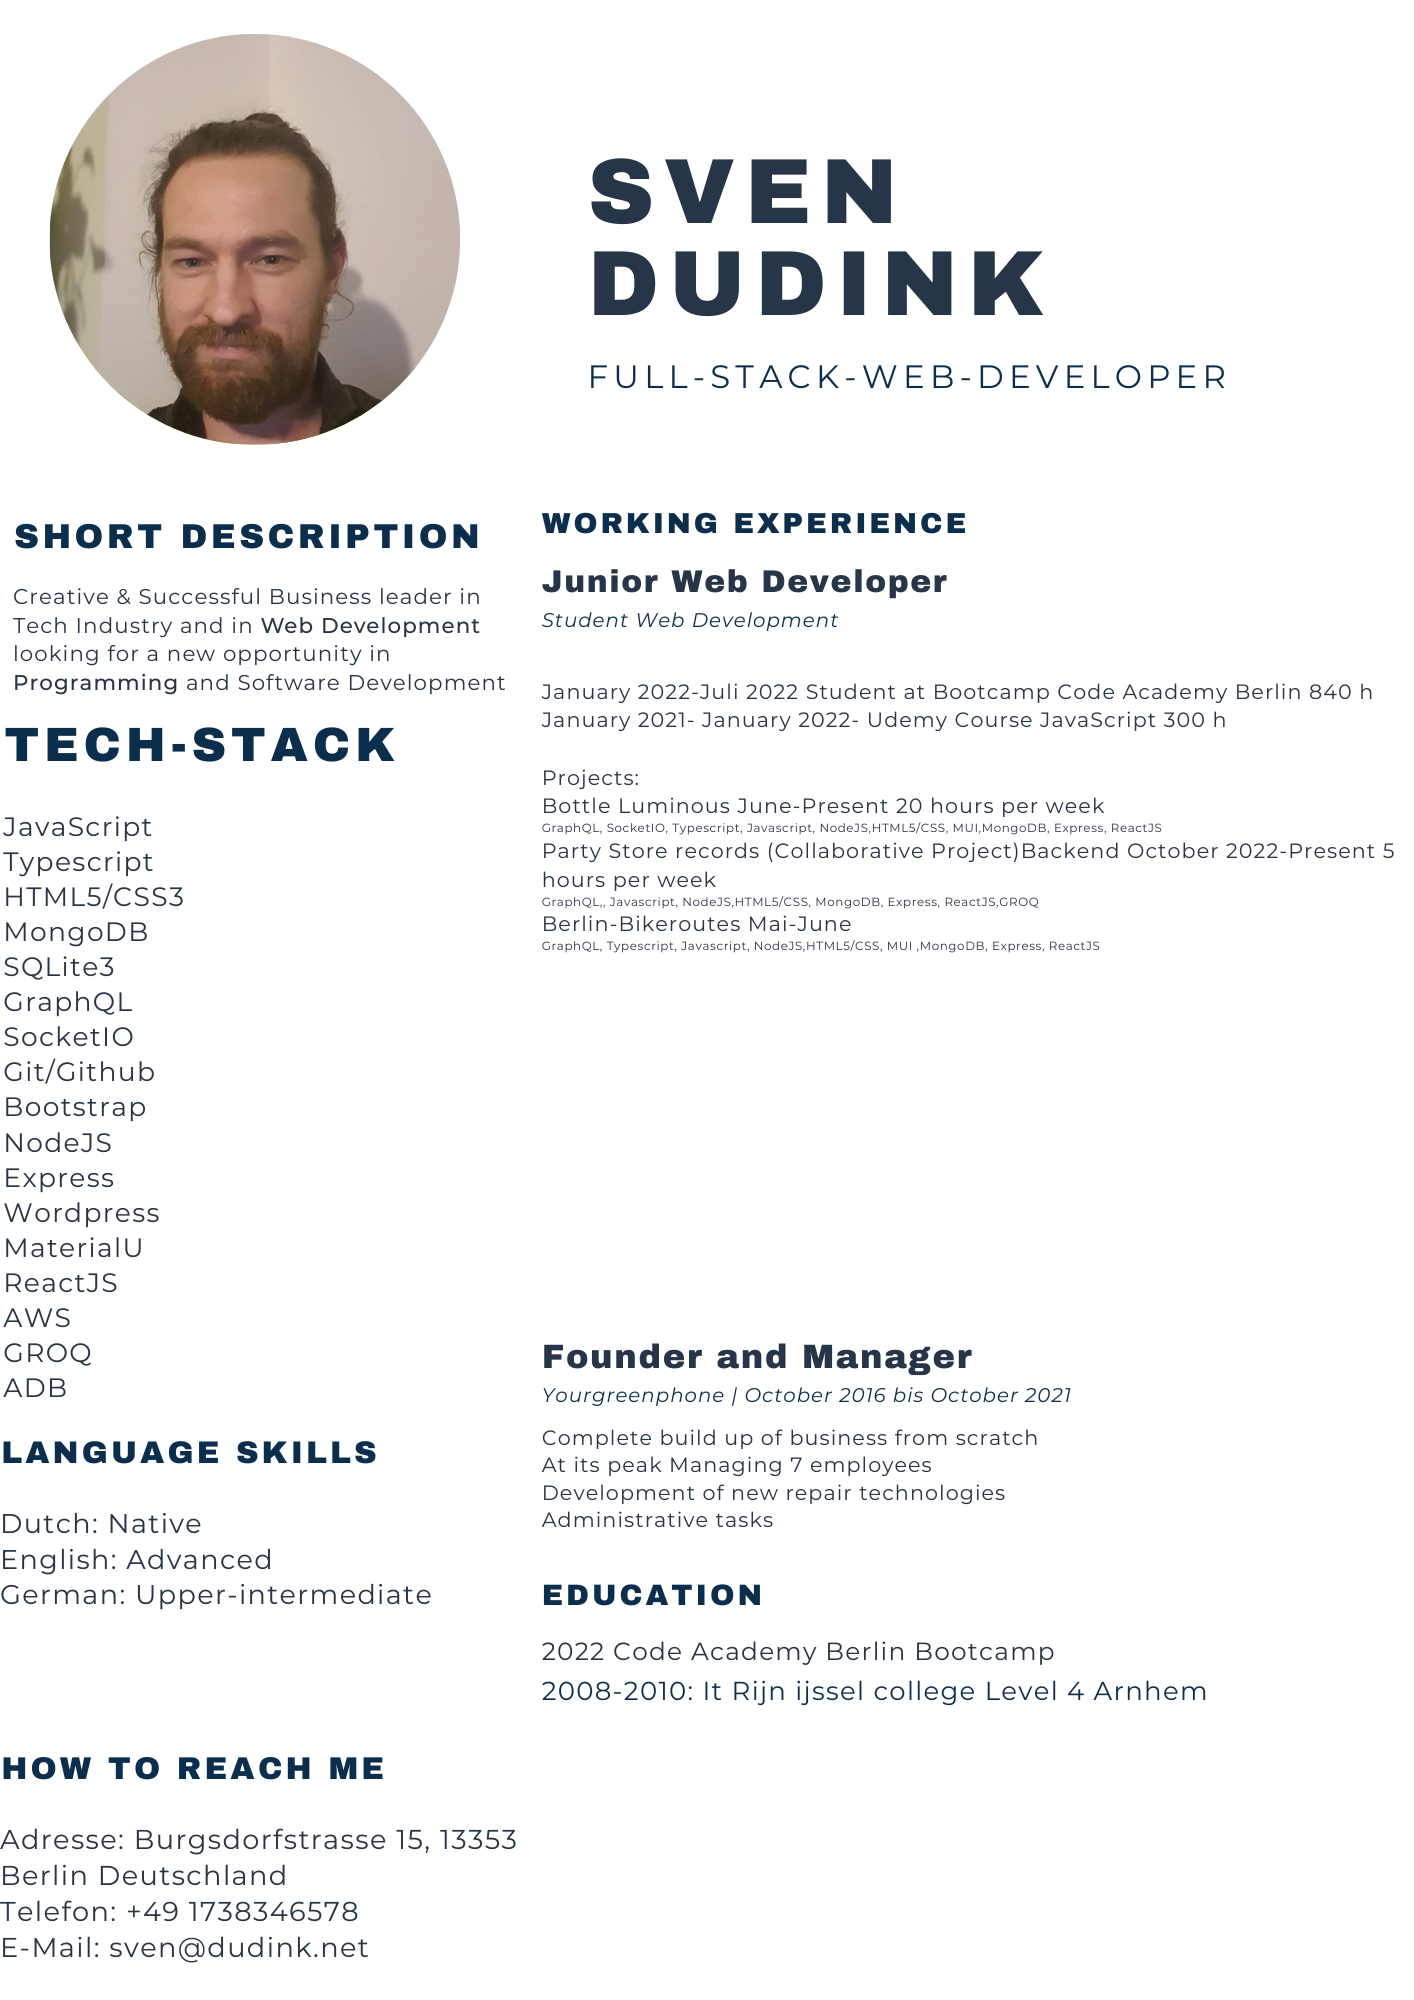 SVEN
DUDINK
FULL-STACK-WEB-DEVELOPER
SHORT DESCRIPTION
Creative & Successful Business leader in
Tech Industry and in Web Development
looking for a new opportunity in
Programming and Software Development
TECH-STACK
JavaScript
Typescript
HTML5/CSS3
MongoDB
SQLite3
GraphQL
SocketIO
Git/Github
Bootstrap
NodeJS
Express
Wordpress
MaterialU
ReactJS
AWS
GROQ
ADB
LANGUAGE SKILLS
Dutch: Native
English: Advanced
German: Upper-intermediate
HOW TO REACH ME
Adresse: Burgsdorfstrasse 15, 13353
Berlin Deutschland
Telefon: +49 1738346578
E-Mail: sven@dudink.net
WORKING EXPERIENCE
Junior Web Developer
Student Web Development
January 2022-Juli 2022 Student at Bootcamp Code Academy Berlin 840 h
January 2021- January 2022- Udemy Course JavaScript 300 h
Projects:
Bottle Luminous June-Present 20 hours per week
GraphQL, SocketIO, Typescript, Javascript, NodeJS,HTML5/CSS, MUI,MongoDB, Express, ReactJS
Party Store records (Collaborative Project)Backend October 2022-Present 5
hours per week
GraphQL,, Javascript, NodeJS,HTML5/CSS, MongoDB, Express, ReactJS,GROQ
Berlin-Bikeroutes Mai-June
GraphQL, Typescript, Javascript, NodeJS,HTML5/CSS, MUI ,MongoDB, Express, ReactJS
Founder and Manager
Yourgreenphone | October 2016 bis October 2021
Complete build up of business from scratch
At its peak Managing 7 employees
Development of new repair technologies
Administrative tasks
EDUCATION
2022 Code Academy Berlin Bootcamp
2008-2010: It Rijn ijssel college Level 4 Arnhem